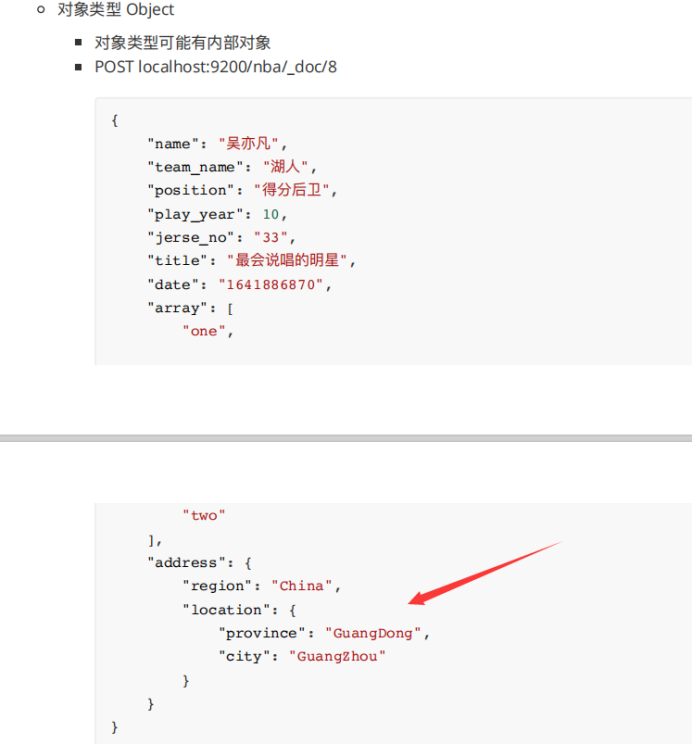 对象类型 Object
对象类型可能有内部对象
POST localhost:9200/nba/_doc/8
{
"name": "吴亦凡",
"team_name": "湖人",
"position": "得分后卫",
"play_year": 10,
"jerse_no": "33",
"title": "最会说唱的明星",
"date": "1641886870",
"array": [
"one",
"two"
],
"address": {
"region": "China",
"location": {
"province": "GuangDong",
"city": "GuangZhou"
}
}
}